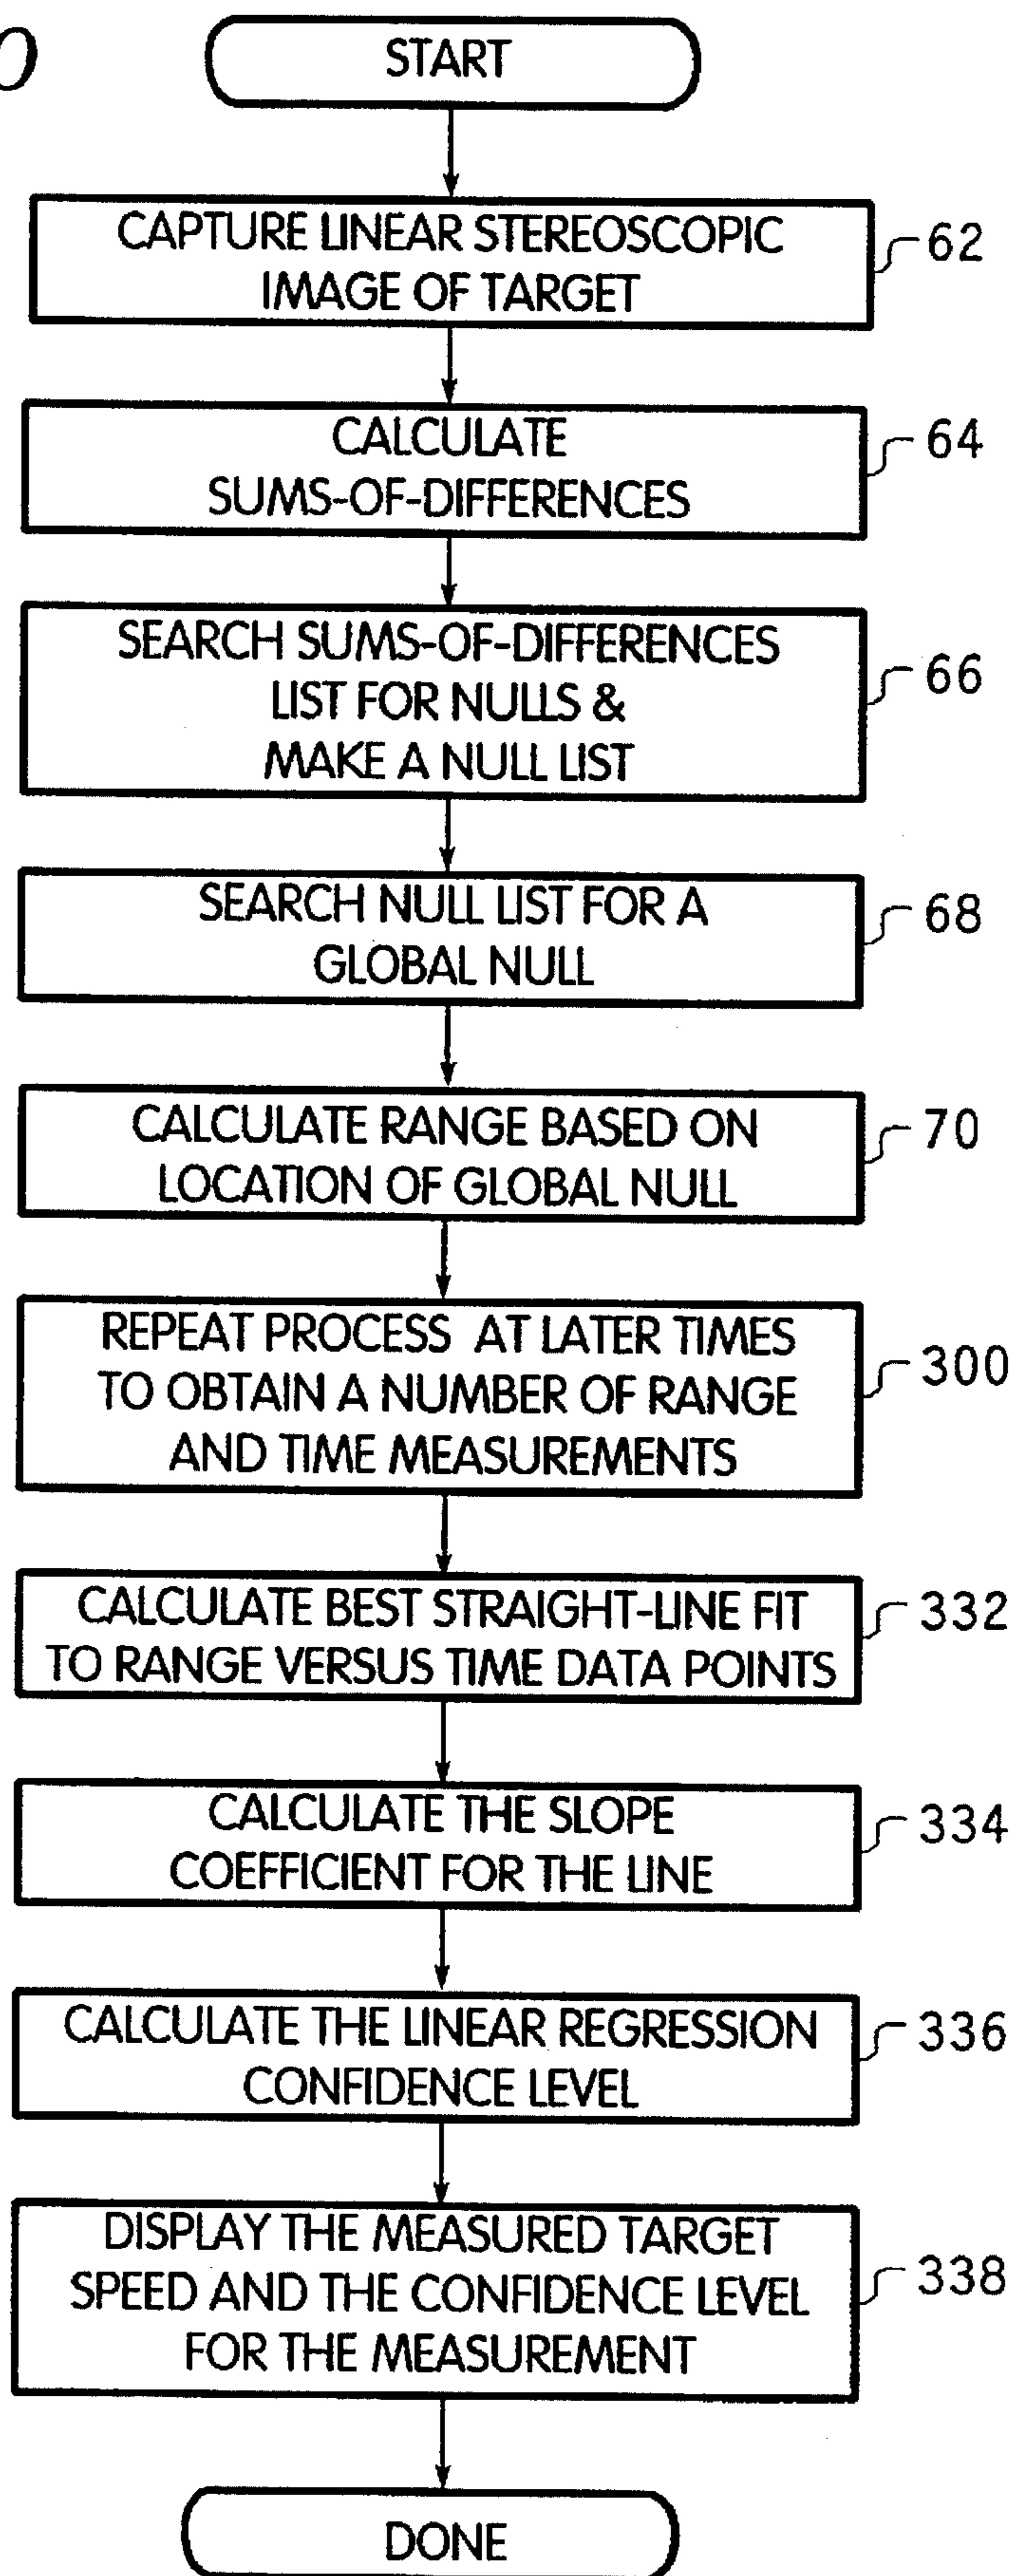 START
CAPTURE LINEAR STEREOSCOPIC
IMAGE OF TARGET
62
CALCULATE
SUMS-OF-DIFFERENCES
64
SEARCH SUMS-OF-DIFFERENCES
LIST FOR NULLS &
MAKE A NULL LIST
66
SEARCH NULL LIST FOR A
GLOBAL NULL
68
CALCULATE RANGE BASED ON
LOCATION OF GLOBAL NULL
70
REPEAT PROCESS AT LATER TIMES
TO OBTAIN A NUMBER OF RANGE
AND TIME MEASUREMENTS
300
CALCULATE BEST STRAIGHT-LINE FIT
TO RANGE VERSUS TIME DATA POINTS
332
CALCULATE THE SLOPE
COEFFICIENT FOR THE LINE
334
CALCULATE THE LINEAR REGRESSION
CONFIDENCE LEVEL
336
DISPLAY THE MEASURED TARGET
SPEED AND THE CONFIDENCE LEVEL
FOR THE MEASUREMENT
338
DONE